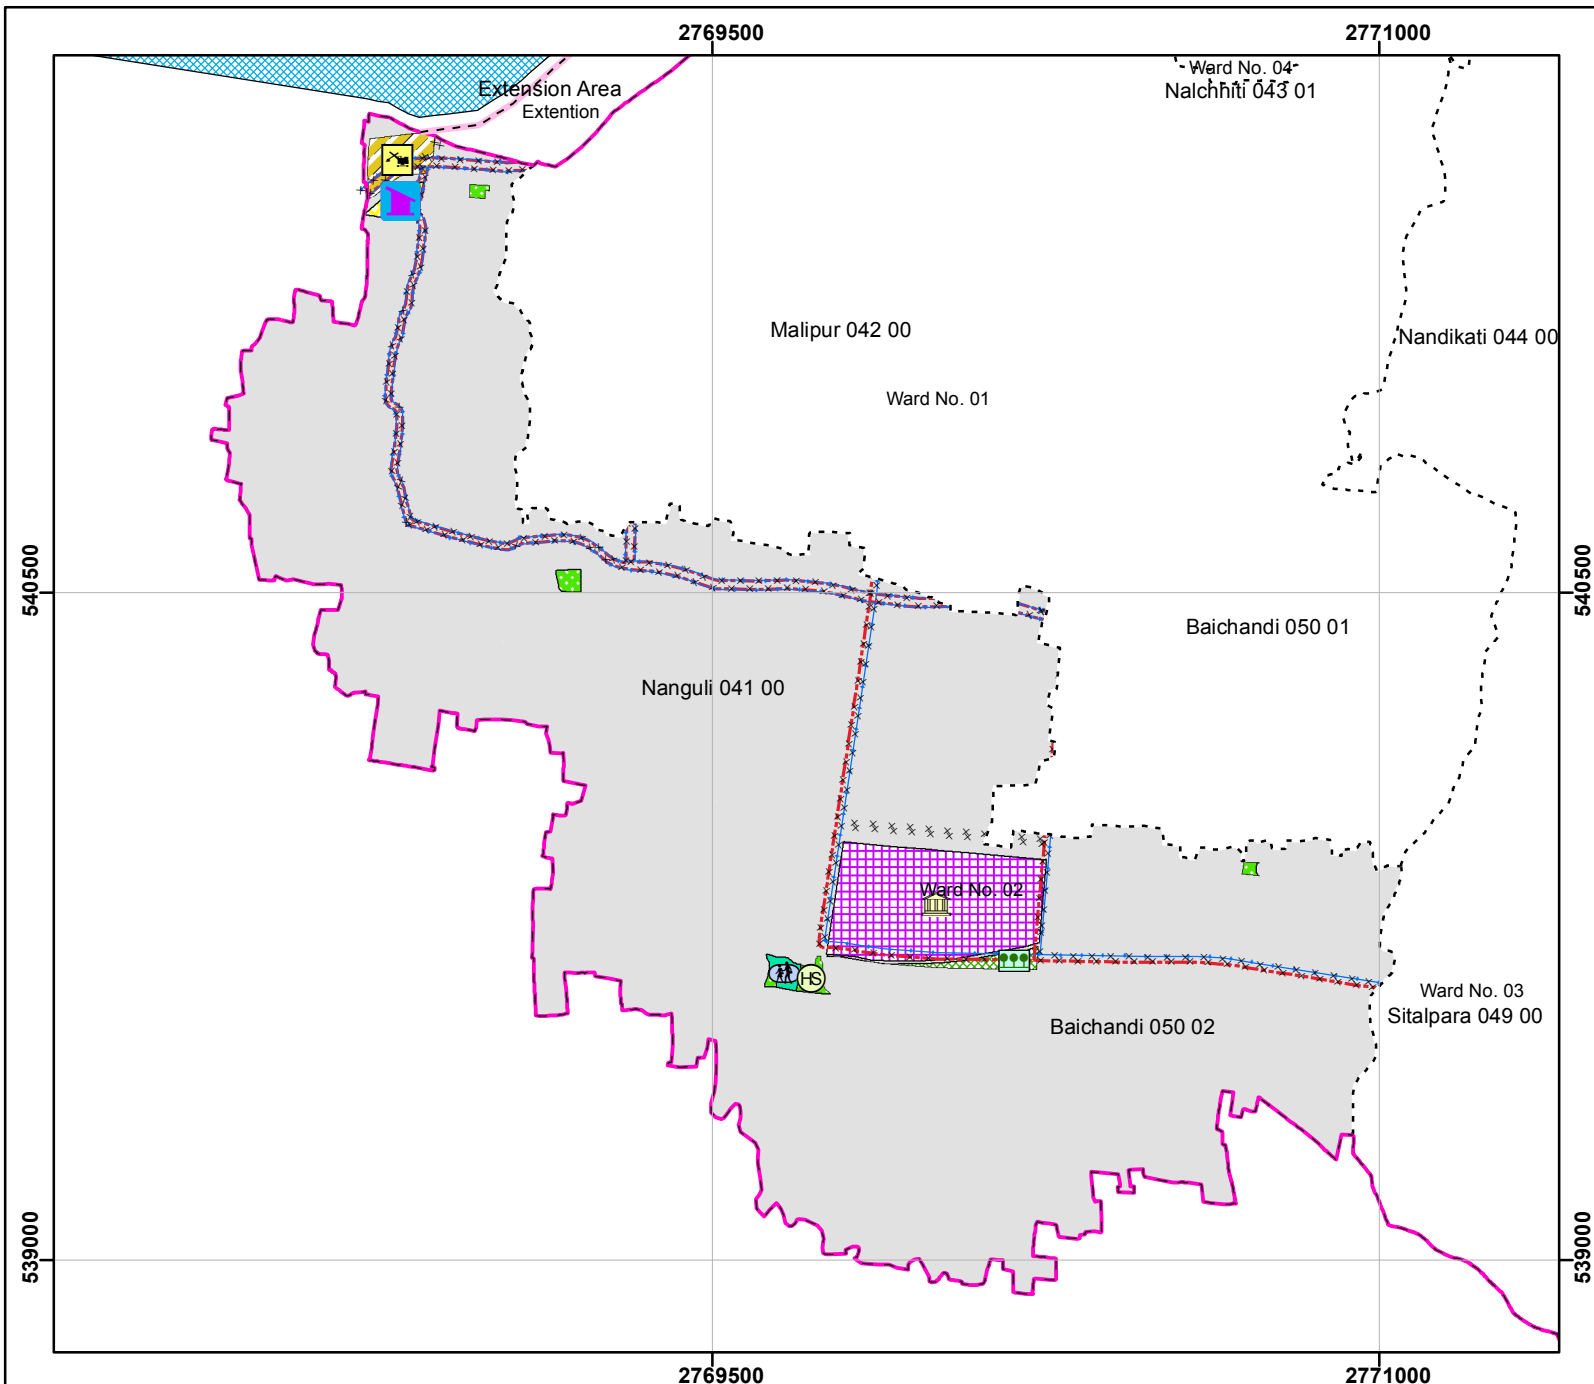 2769500
2771000
Extension Area
Extention
Ward No. 04
Nalchhiti 043 01
Malipur 042 00
Nandikati 044 00
Ward No. 01
540500
540500
Baichandi 050 01
Nanguli 041 00
Ward No. 02
HS
Ward No. 03
Sitalpara 049 00
Baichandi 050 02
539000
539000
2769500
2771000